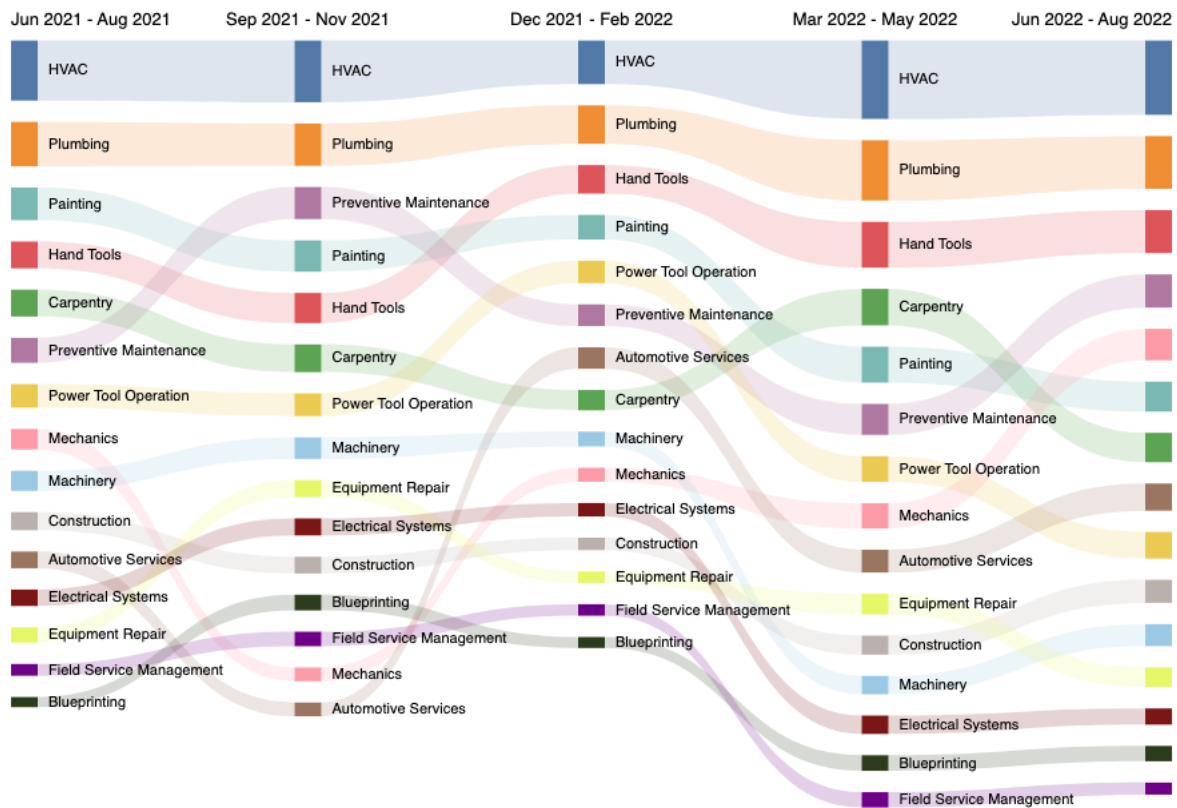 Jun 2021 - Aug 2021
Sep 2021 - Nov 2021
Dec 2021 - Feb 2022
Mar 2022 - May 2022
Jun 2022 - Aug 2022
HVAC
Plumbing
Painting
Hand Tools
Carpentry
Preventive Maintenance
Power Tool Operation
Mechanics
Machinery
Construction
Automotive Services
Electrical Systems
Equipment Repair
Field Service Management
Blueprinting
HVAC
Plumbing
Preventive Maintenance
Painting
Hand Tools
Carpentry
Power Tool Operation
Machinery
Equipment Repair
Electrical Systems
Construction
Blueprinting
Field Service Management
Mechanics
Automotive Services
HVAC
Plumbing
Hand Tools
Painting
Power Tool Operation
Preventive Maintenance
Automotive Services
Carpentry
Machinery
Mechanics
Electrical Systems
Construction
Equipment Repair
Field Service Management
Blueprinting
HVAC
Plumbing
Hand Tools
Carpentry
Painting
Preventive Maintenance
Power Tool Operation
Mechanics
Automotive Services
Equipment Repair
Construction
Machinery
Electrical Systems
Blueprinting
Field Service Management